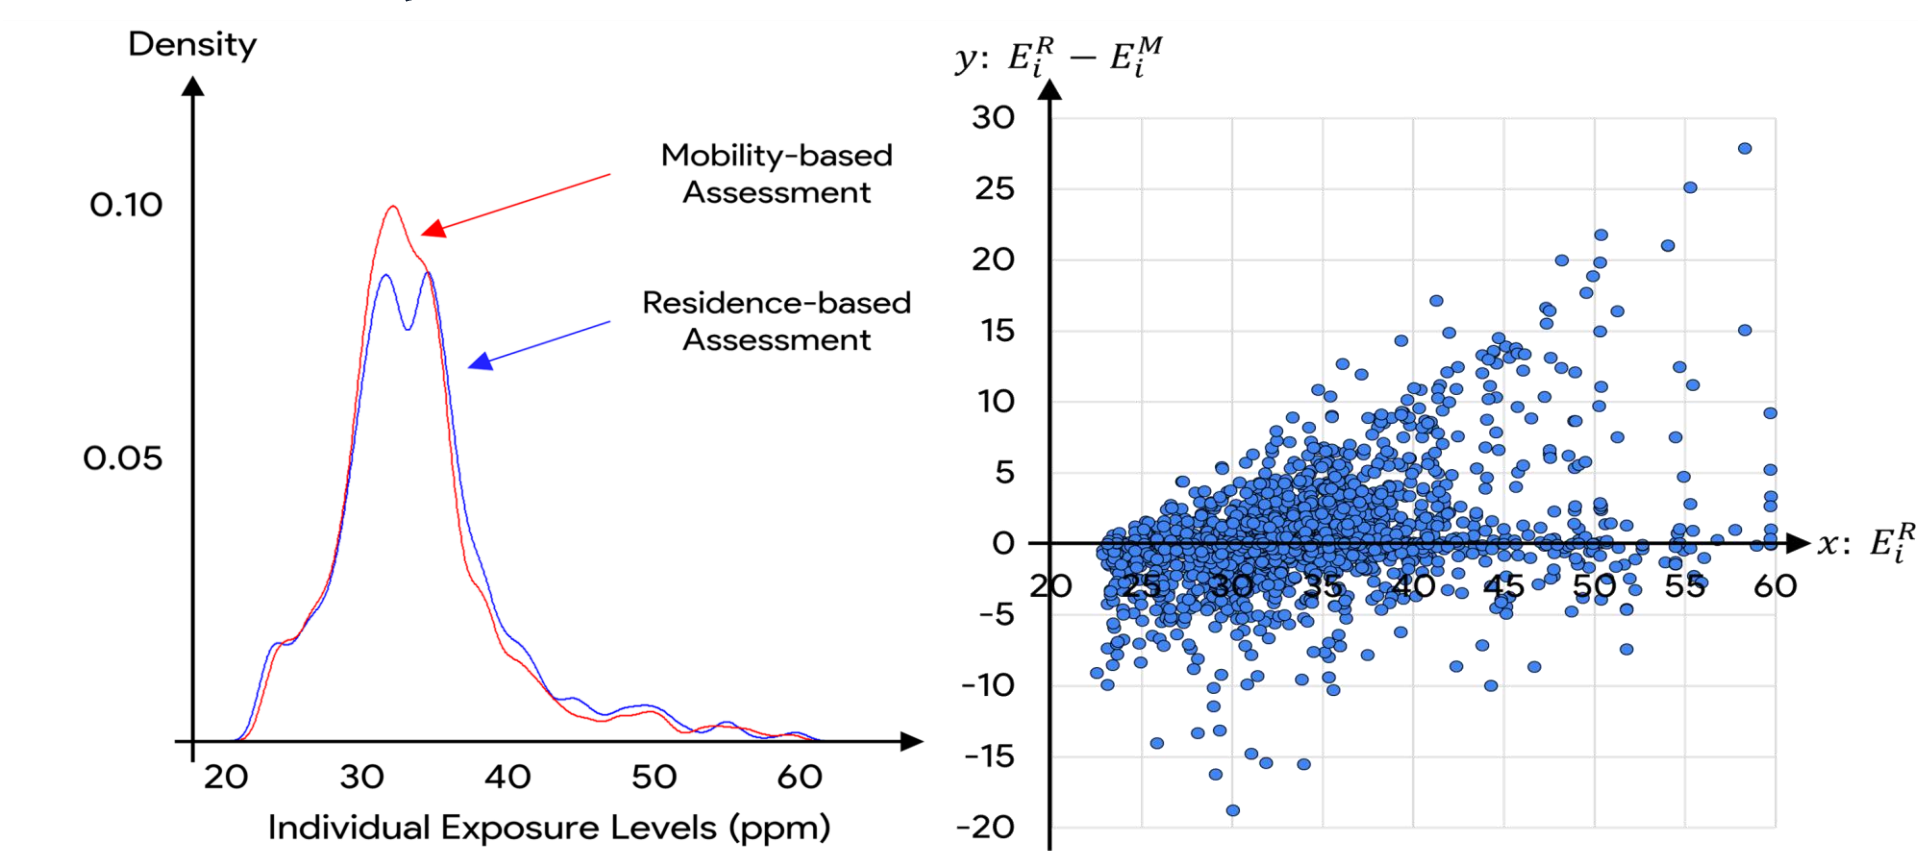 Density
0.10
0.05
Mobility-based
Assessment
Residence-based
Assessment
20 30 40 50 60
Individual Exposure Levels (ppm)
y: E_i^R − E_i^M
30
25
20
15
10
5
0
-5
-10
-15
-20
20 25 30 35 40 45 50 55 60
x: E_i^R